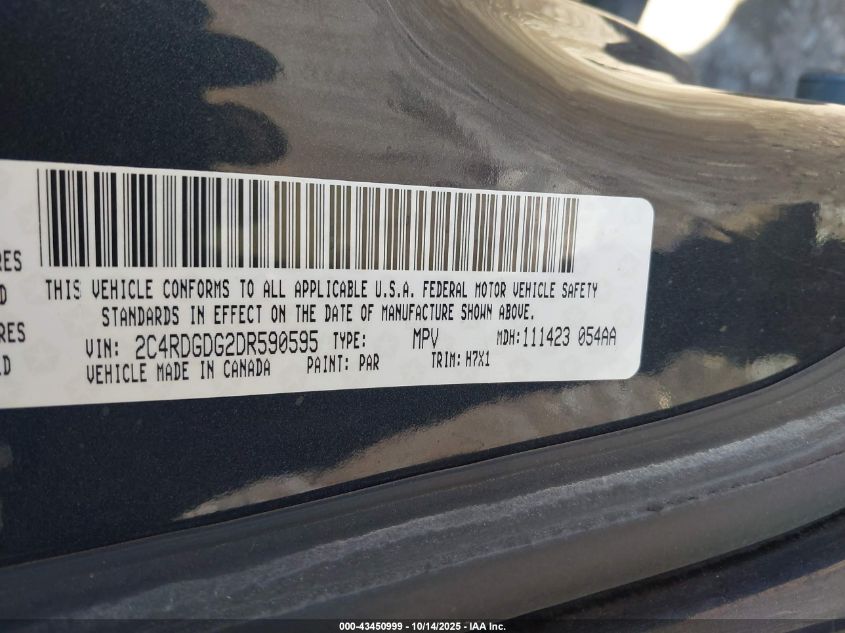 RES
D
RES
LD
THIS VEHICLE CONFORMS TO ALL APPLICABLE U.S.A. FEDERAL MOTOR VEHICLE SAFETY
STANDARDS IN EFFECT ON THE DATE OF MANUFACTURE SHOWN ABOVE.
VIN: 2C4RDGDG2DR590595 TYPE: MPV MDH:111423 054AA
VEHICLE MADE IN CANADA PAINT: PAR TRIM: H7X1
000-43450999 - 10/14/2025 - IAA Inc.